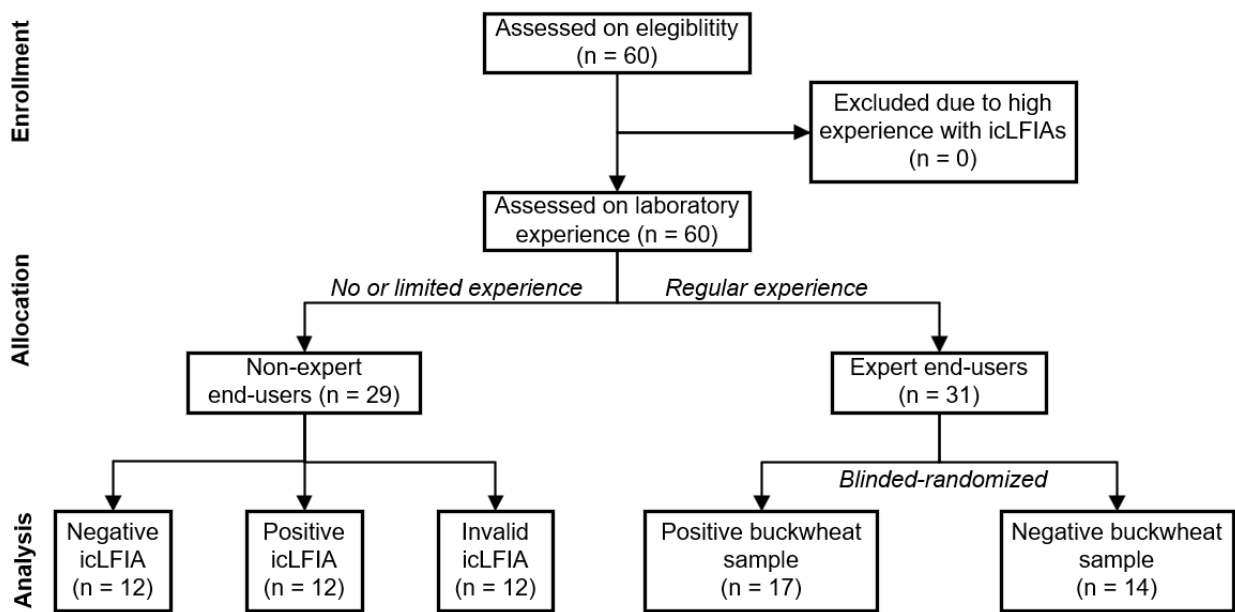 Enrollment
Assessed on elegiblitity
(n = 60)
Excluded due to high
experience with icLFIAs
(n = 0)
Assessed on laboratory
experience (n = 60)
Allocation
No or limited experience
Regular experience
Non-expert
end-users (n = 29)
Expert end-users
(n = 31)
Blinded-randomized
Analysis
Negative
icLFIA
(n = 12)
Positive
icLFIA
(n = 12)
Invalid
icLFIA
(n = 12)
Positive buckwheat
sample
(n = 17)
Negative buckwheat
sample
(n = 14)